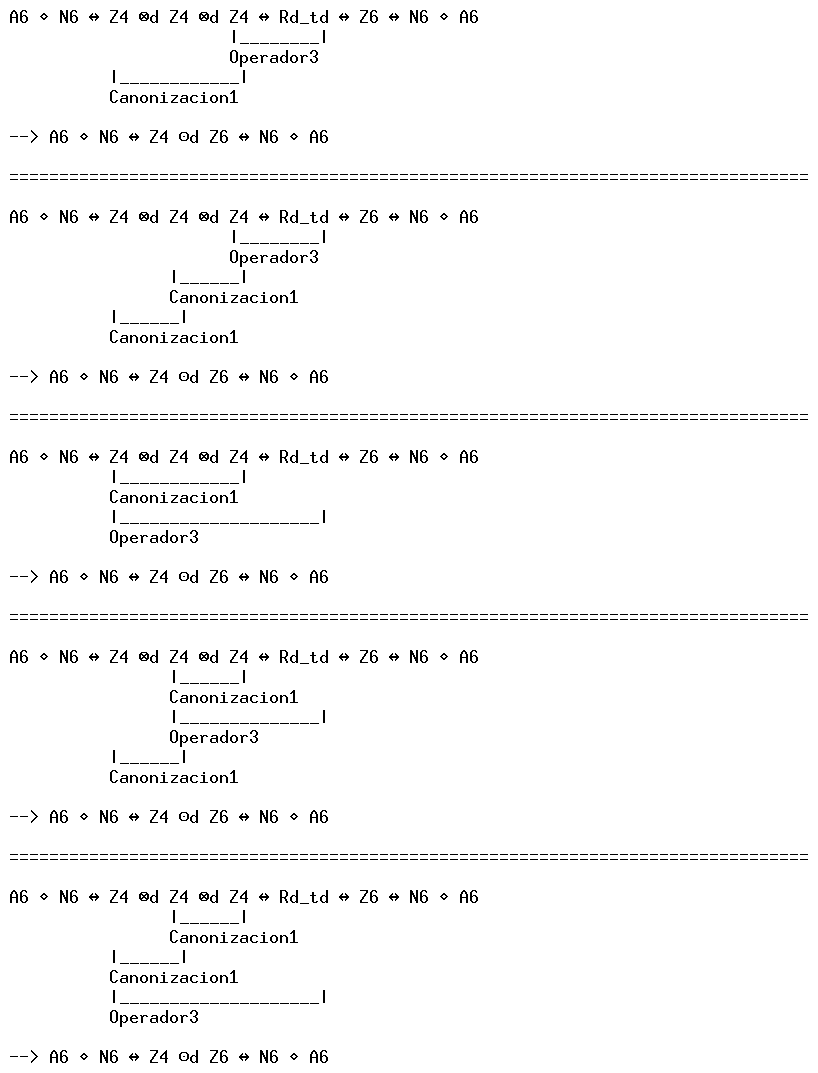 A6 ⋄ N6 ↔ Z4 ⊗d Z4 ⊗d Z4 ↔ Rd_td ↔ Z6 ↔ N6 ⋄ A6
                      |________|
                      Operador3
          |____________|
          Canonizacion1

--> A6 ⋄ N6 ↔ Z4 ʘd Z6 ↔ N6 ⋄ A6

================================================================================

A6 ⋄ N6 ↔ Z4 ⊗d Z4 ⊗d Z4 ↔ Rd_td ↔ Z6 ↔ N6 ⋄ A6
                      |________|
                      Operador3
                |______|
                Canonizacion1
          |______|
          Canonizacion1

--> A6 ⋄ N6 ↔ Z4 ʘd Z6 ↔ N6 ⋄ A6

================================================================================

A6 ⋄ N6 ↔ Z4 ⊗d Z4 ⊗d Z4 ↔ Rd_td ↔ Z6 ↔ N6 ⋄ A6
          |____________|
          Canonizacion1
          |____________________|
          Operador3

--> A6 ⋄ N6 ↔ Z4 ʘd Z6 ↔ N6 ⋄ A6

================================================================================

A6 ⋄ N6 ↔ Z4 ⊗d Z4 ⊗d Z4 ↔ Rd_td ↔ Z6 ↔ N6 ⋄ A6
                |______|
                Canonizacion1
                |______________|
                Operador3
          |______|
          Canonizacion1

--> A6 ⋄ N6 ↔ Z4 ʘd Z6 ↔ N6 ⋄ A6

================================================================================

A6 ⋄ N6 ↔ Z4 ⊗d Z4 ⊗d Z4 ↔ Rd_td ↔ Z6 ↔ N6 ⋄ A6
                |______|
                Canonizacion1
          |______|
          Canonizacion1
          |____________________|
          Operador3

--> A6 ⋄ N6 ↔ Z4 ʘd Z6 ↔ N6 ⋄ A6